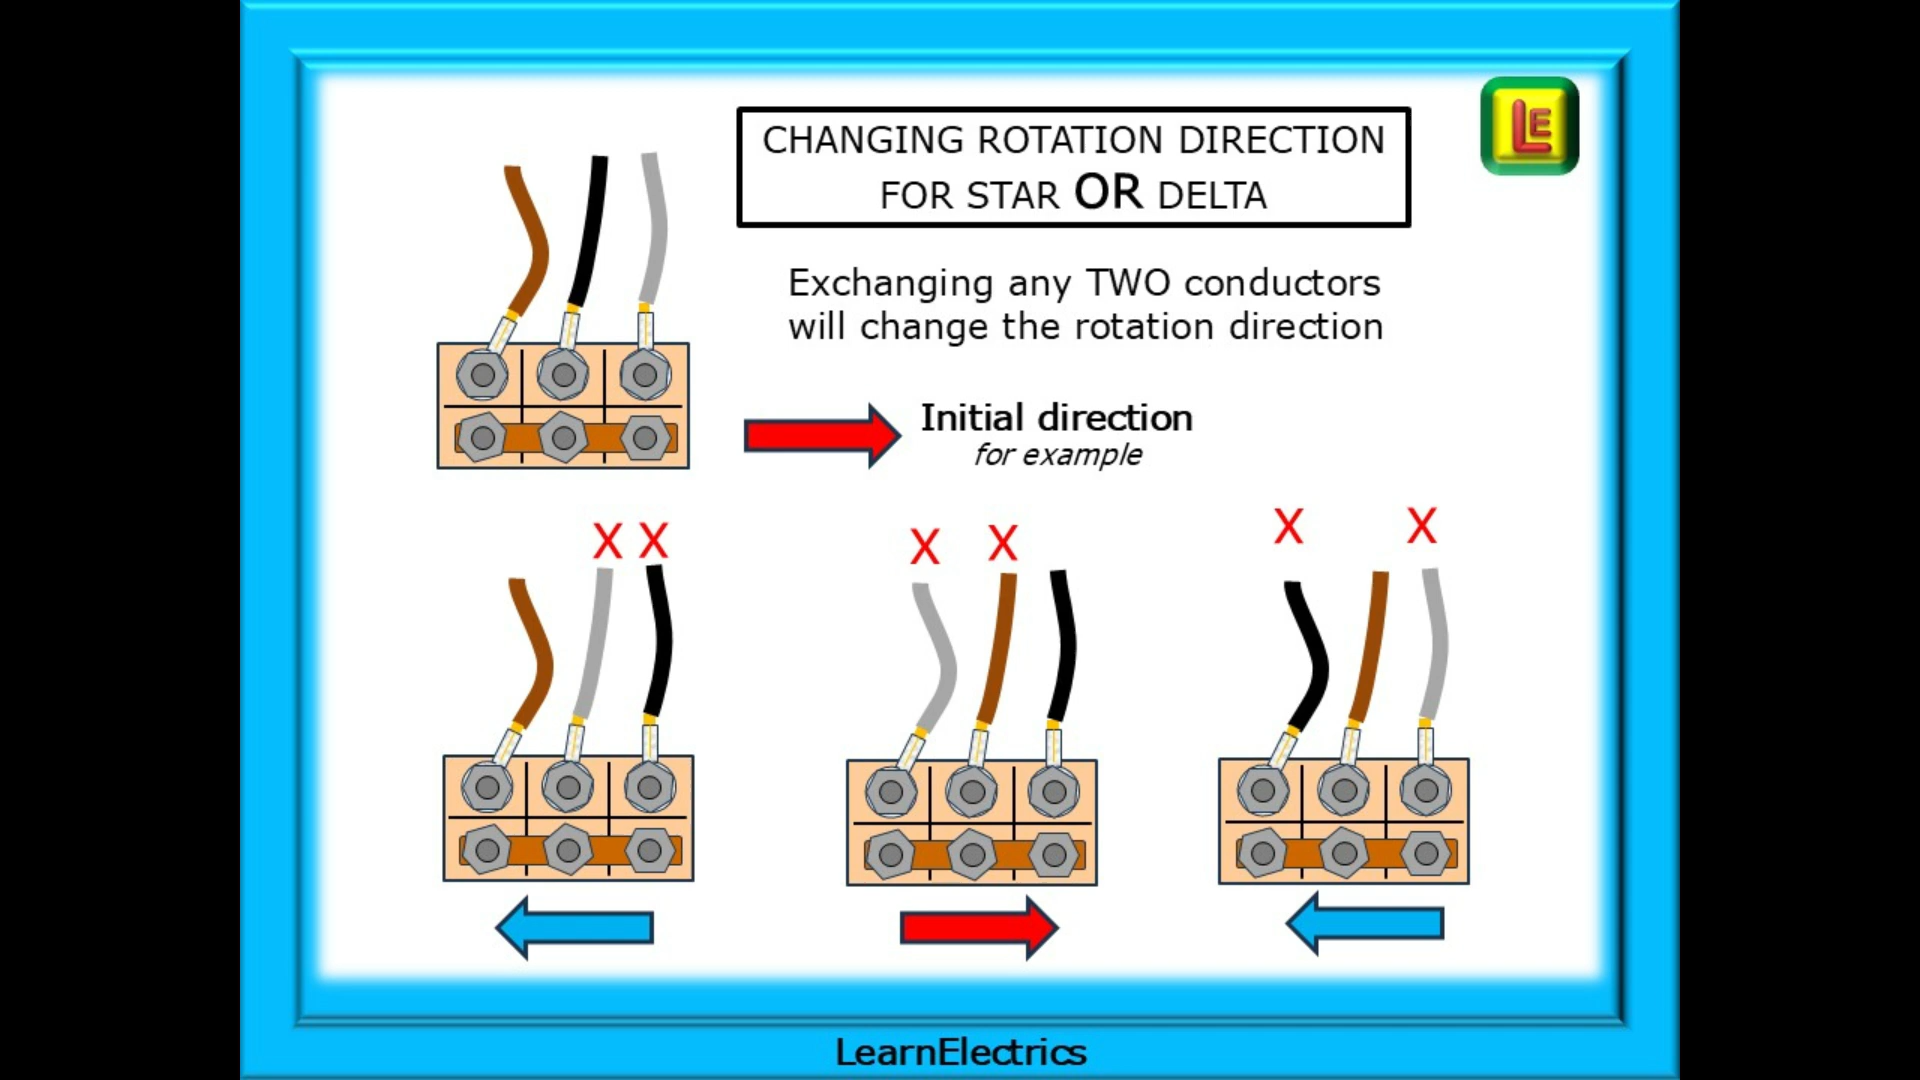 LE
CHANGING ROTATION DIRECTION
FOR STAR OR DELTA
Exchanging any TWO conductors
will change the rotation direction
Initial direction
for example
X X
X X
X X
LearnElectrics